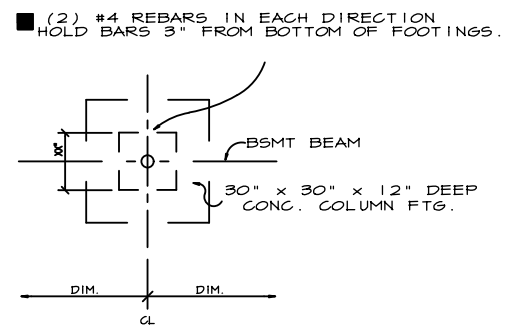 (2) #4 REBARS IN EACH DIRECTION
HOLD BARS 3" FROM BOTTOM OF FOOTINGS.
BSMT BEAM
XX"
30" x 30" x 12" DEEP
CONC. COLUMN FTG.
DIM. DIM.
CL